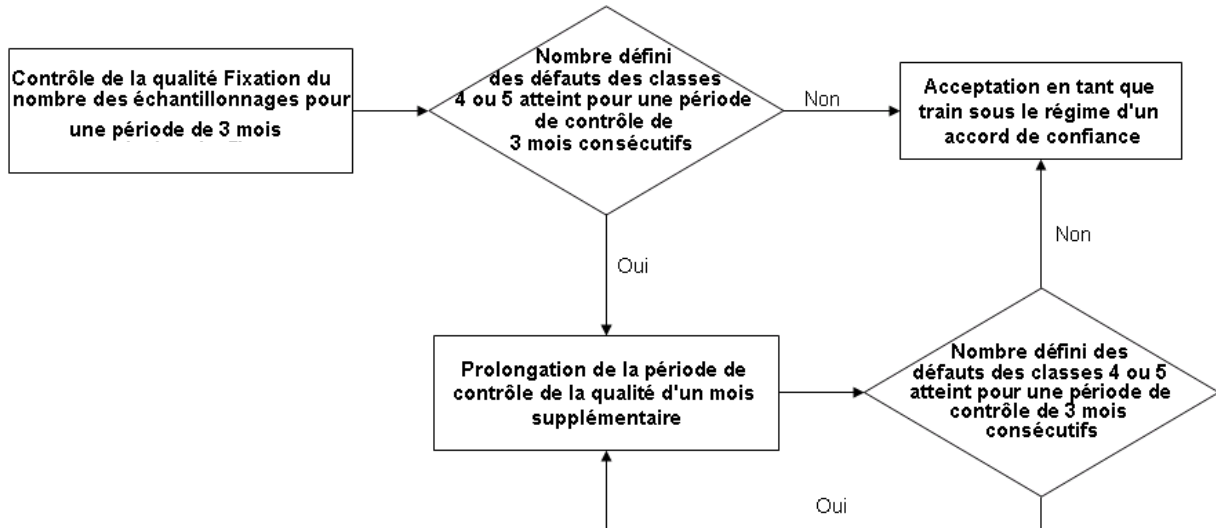 Contrôle de la qualité Fixation du
nombre des échantillonnages pour
une période de 3 mois
Nombre défini
des défauts des classes
4 ou 5 atteint pour une période
de contrôle de
3 mois consécutifs
Non
Acceptation en tant que
train sous le régime d'un
accord de confiance
Oui
Non
Prolongation de la période de
contrôle de la qualité d'un mois
supplémentaire
Nombre défini des
défauts des classes 4 ou 5
atteint pour une période de
contrôle de 3 mois
consécutifs
Oui